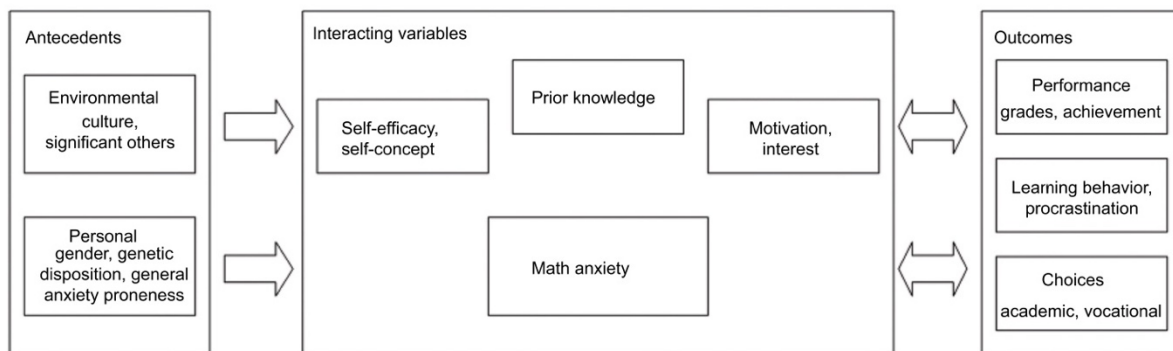 Antecedents
Environmental
culture,
significant others
Personal
gender, genetic
disposition, general
anxiety proneness
Interacting variables
Self-efficacy,
self-concept
Prior knowledge
Motivation,
interest
Math anxiety
Outcomes
Performance
grades, achievement
Learning behavior,
procrastination
Choices
academic, vocational